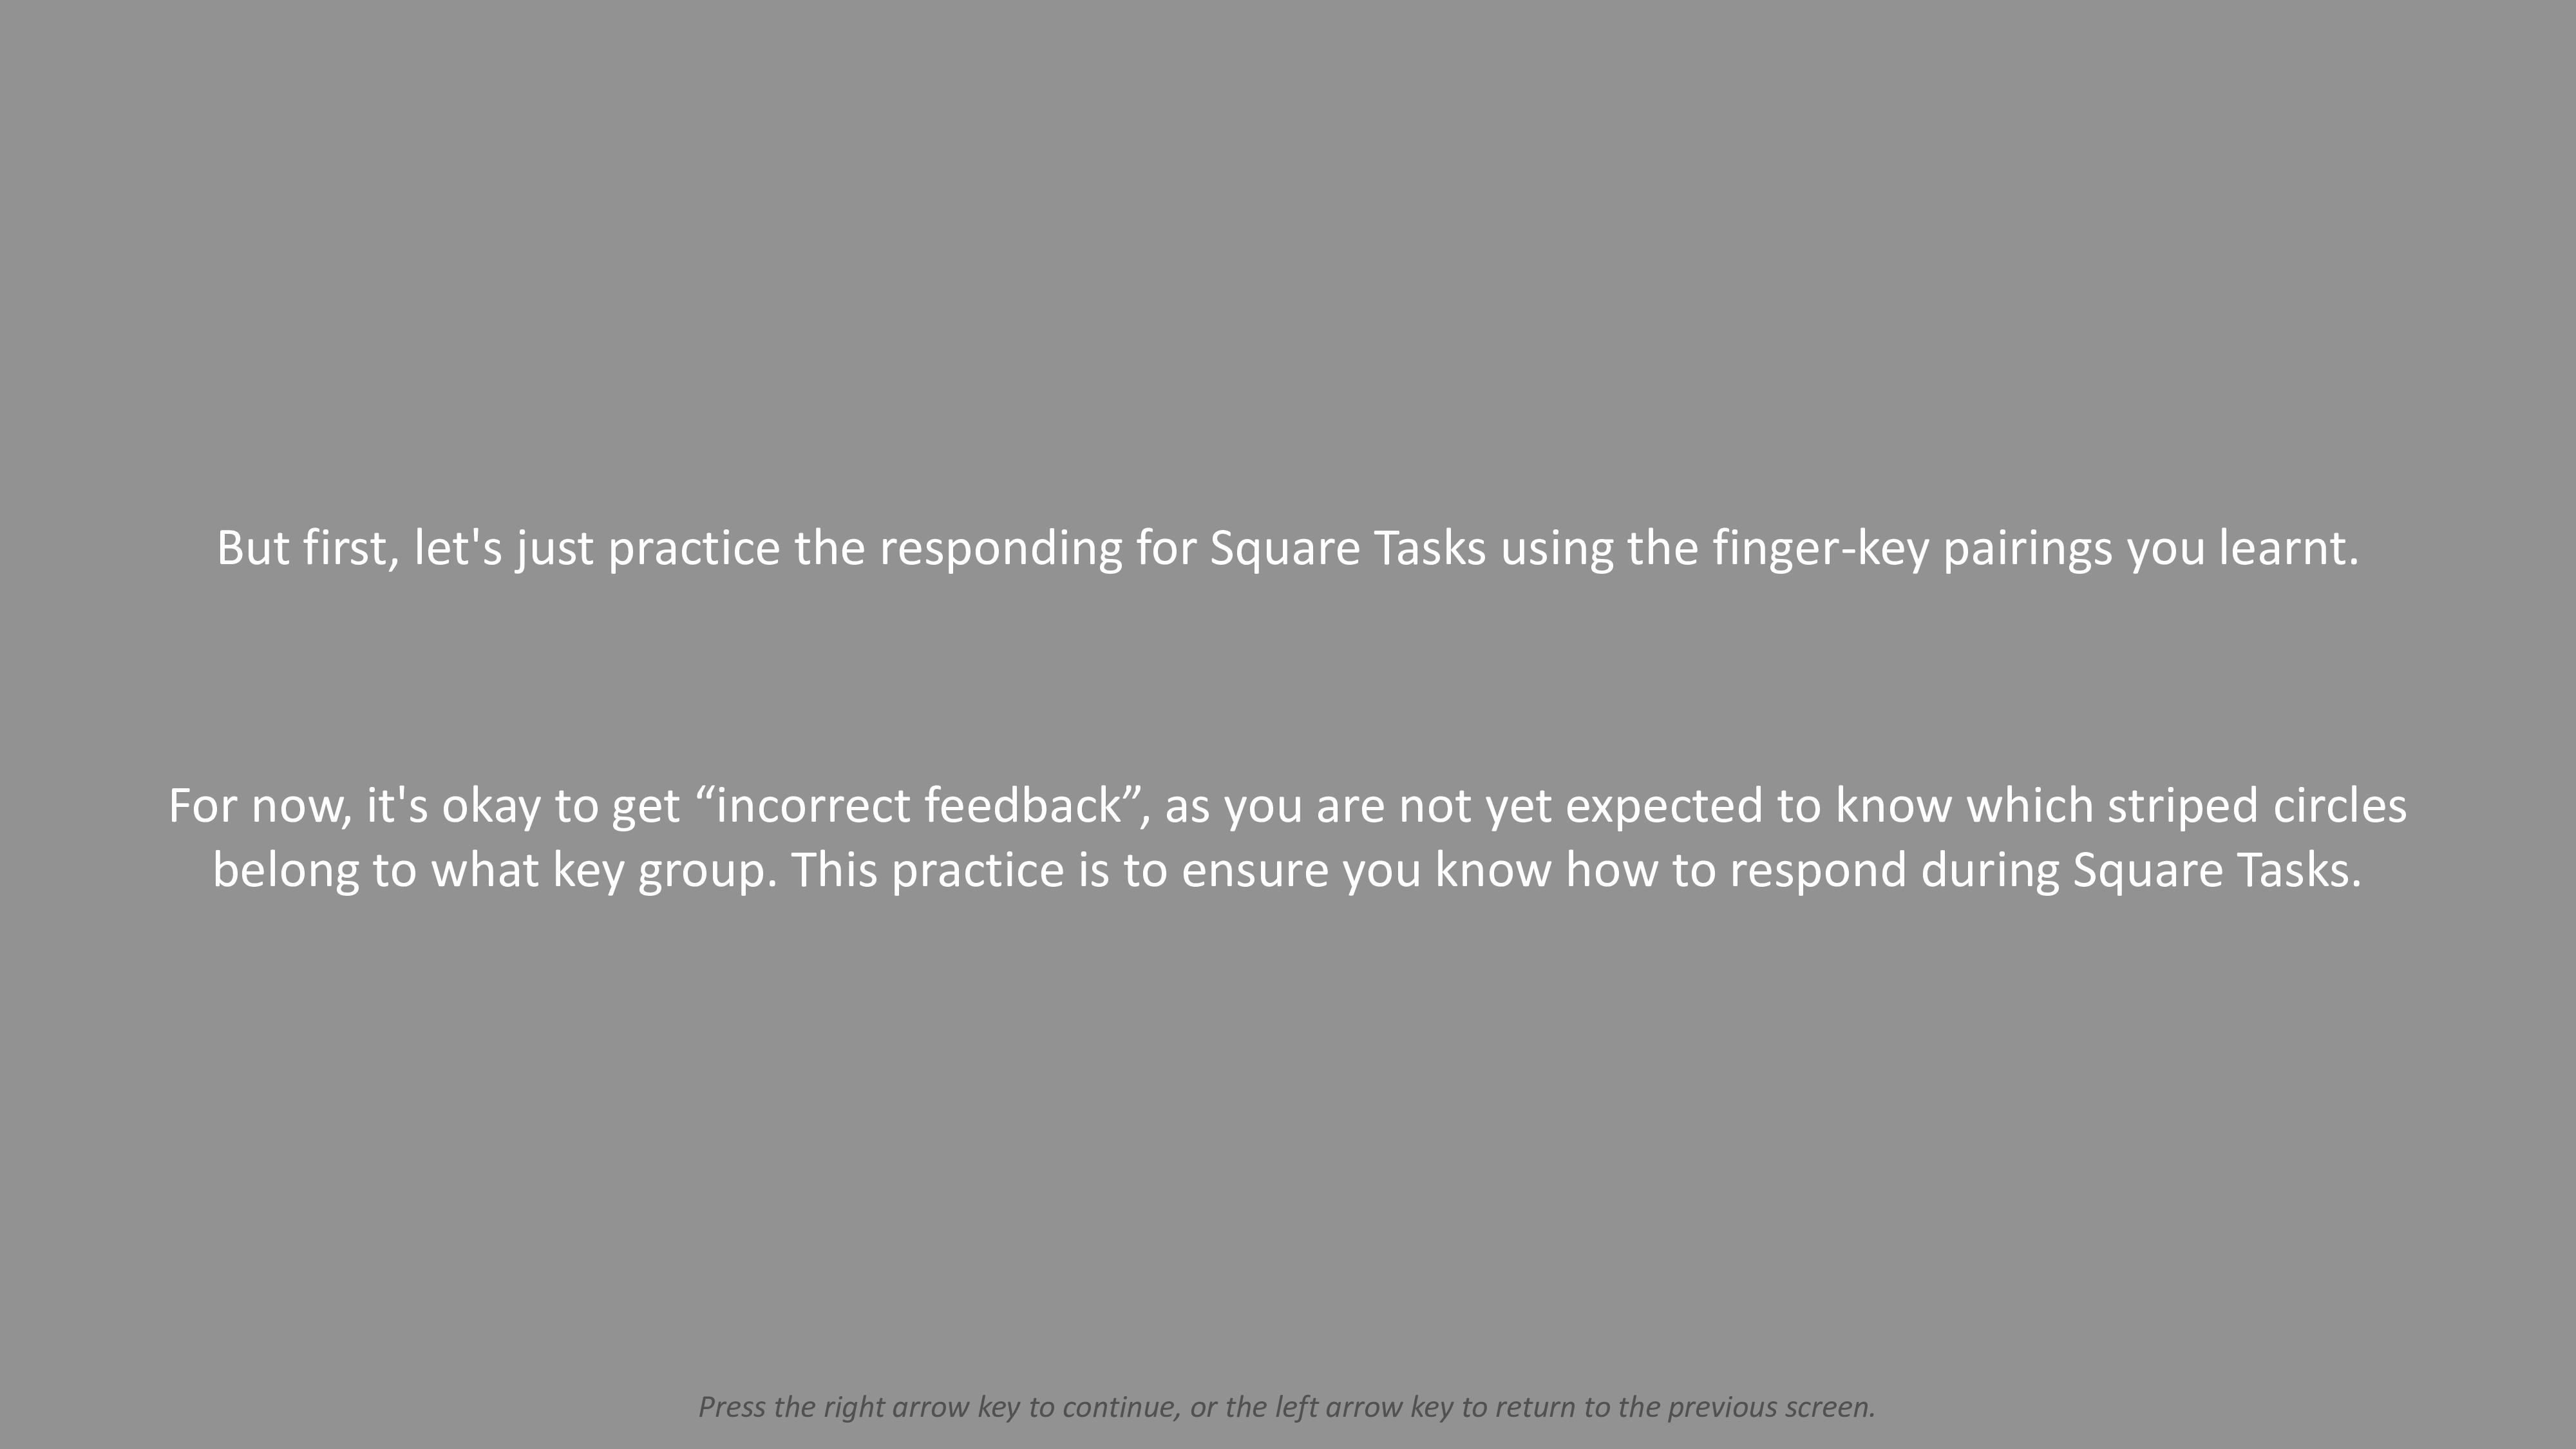 But first, let's just practice the responding for Square Tasks using the finger-key pairings you learnt.
For now, it's okay to get “incorrect feedback”, as you are not yet expected to know which striped circles
belong to what key group. This practice is to ensure you know how to respond during Square Tasks.
Press the right arrow key to continue, or the left arrow key to return to the previous screen.